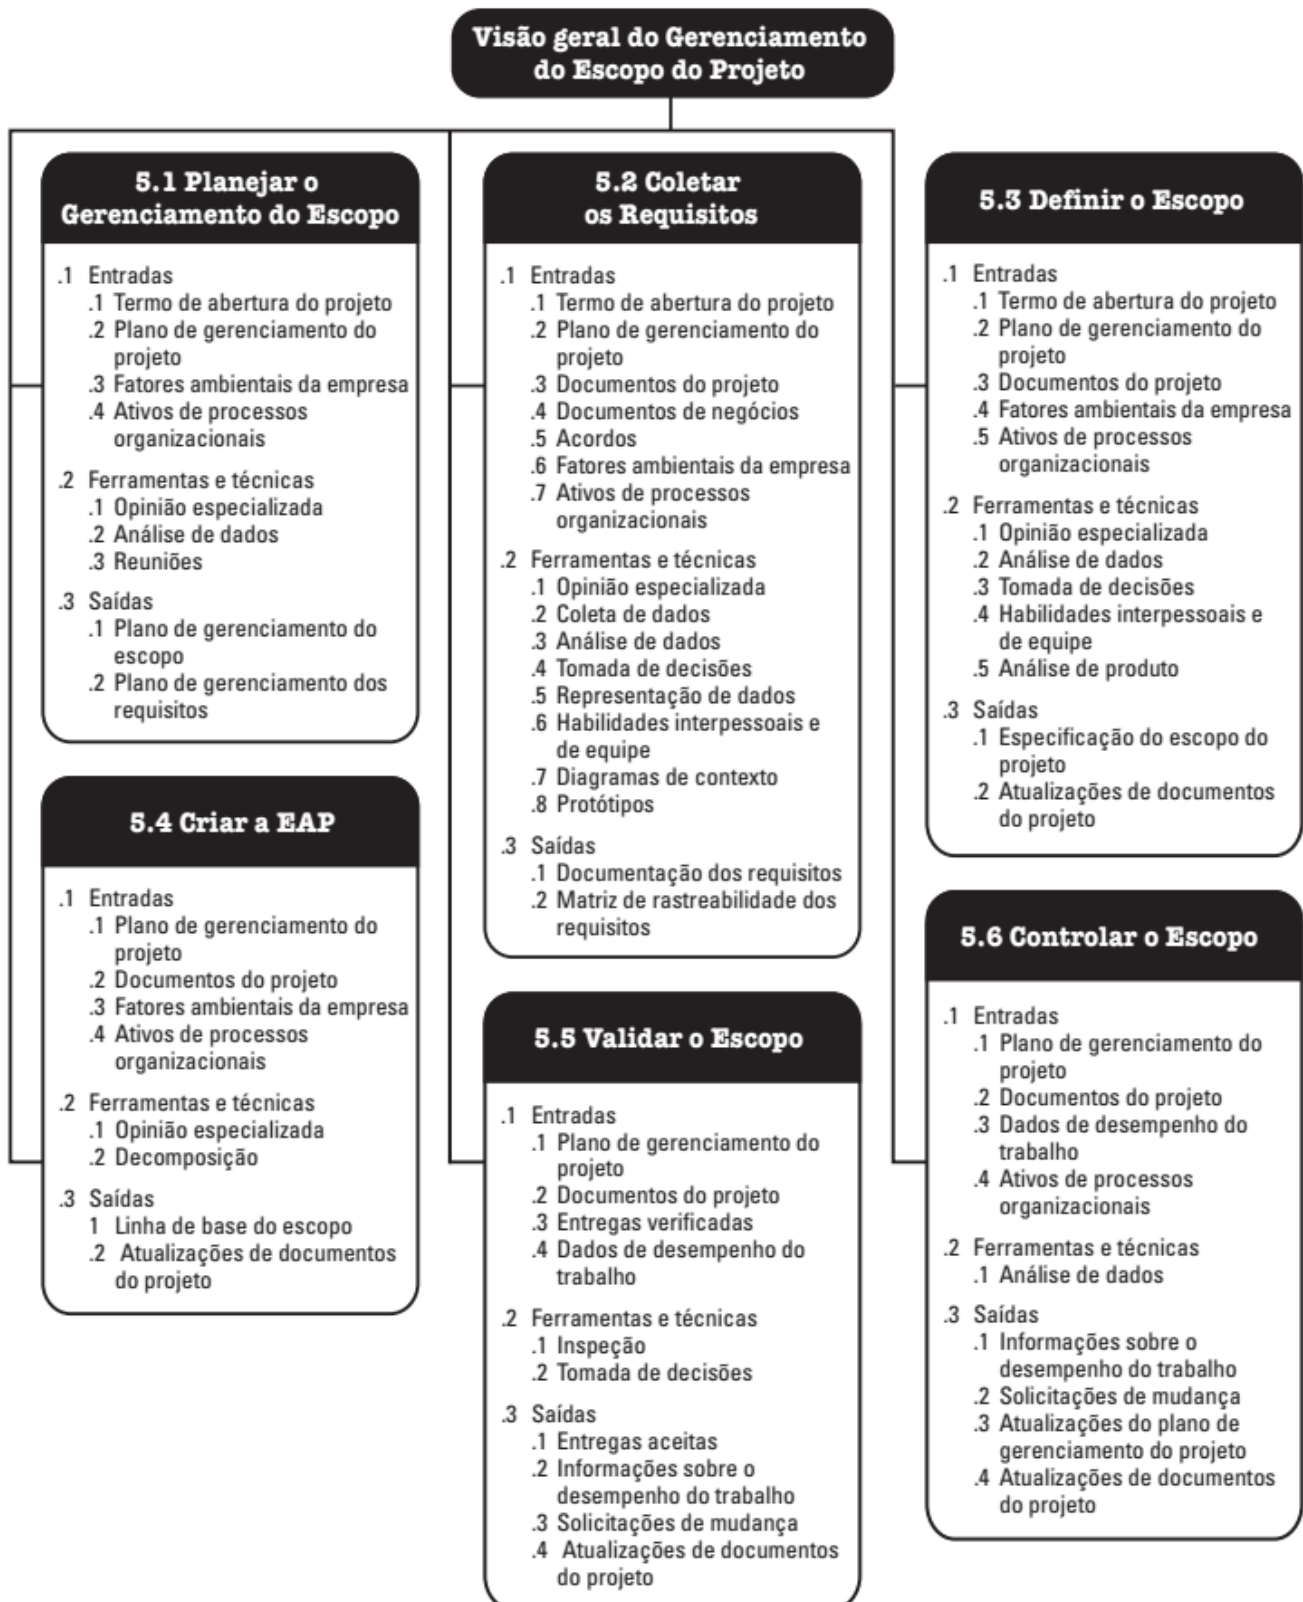 Visão geral do Gerenciamento
do Escopo do Projeto
5.1 Planejar o
Gerenciamento do Escopo
.1 Entradas
.1 Termo de abertura do projeto
.2 Plano de gerenciamento do
projeto
.3 Fatores ambientais da empresa
.4 Ativos de processos
organizacionais
.2 Ferramentas e técnicas
.1 Opinião especializada
.2 Análise de dados
.3 Reuniões
.3 Saídas
.1 Plano de gerenciamento do
escopo
.2 Plano de gerenciamento dos
requisitos
5.2 Coletar
os Requisitos
.1 Entradas
.1 Termo de abertura do projeto
.2 Plano de gerenciamento do
projeto
.3 Documentos do projeto
.4 Documentos de negócios
.5 Acordos
.6 Fatores ambientais da empresa
.7 Ativos de processos
organizacionais
.2 Ferramentas e técnicas
.1 Opinião especializada
.2 Coleta de dados
.3 Análise de dados
.4 Tomada de decisões
.5 Representação de dados
.6 Habilidades interpessoais e
de equipe
.7 Diagramas de contexto
.8 Protótipos
.3 Saídas
.1 Documentação dos requisitos
.2 Matriz de rastreabilidade dos
requisitos
5.3 Definir o Escopo
.1 Entradas
.1 Termo de abertura do projeto
.2 Plano de gerenciamento do
projeto
.3 Documentos do projeto
.4 Fatores ambientais da empresa
.5 Ativos de processos
organizacionais
.2 Ferramentas e técnicas
.1 Opinião especializada
.2 Análise de dados
.3 Tomada de decisões
.4 Habilidades interpessoais e
de equipe
.5 Análise de produto
.3 Saídas
.1 Especificação do escopo do
projeto
.2 Atualizações de documentos
do projeto
5.4 Criar a EAP
.1 Entradas
.1 Plano de gerenciamento do
projeto
.2 Documentos do projeto
.3 Fatores ambientais da empresa
.4 Ativos de processos
organizacionais
.2 Ferramentas e técnicas
.1 Opinião especializada
.2 Decomposição
.3 Saídas
1 Linha de base do escopo
.2 Atualizações de documentos
do projeto
5.5 Validar o Escopo
.1 Entradas
.1 Plano de gerenciamento do
projeto
.2 Documentos do projeto
.3 Entregas verificadas
.4 Dados de desempenho do
trabalho
.2 Ferramentas e técnicas
.1 Inspeção
.2 Tomada de decisões
.3 Saídas
.1 Entregas aceitas
.2 Informações sobre o
desempenho do trabalho
.3 Solicitações de mudança
.4 Atualizações de documentos
do projeto
5.6 Controlar o Escopo
.1 Entradas
.1 Plano de gerenciamento do
projeto
.2 Documentos do projeto
.3 Dados de desempenho do
trabalho
.4 Ativos de processos
organizacionais
.2 Ferramentas e técnicas
.1 Análise de dados
.3 Saídas
.1 Informações sobre o
desempenho do trabalho
.2 Solicitações de mudança
.3 Atualizações do plano de
gerenciamento do projeto
.4 Atualizações de documentos
do projeto